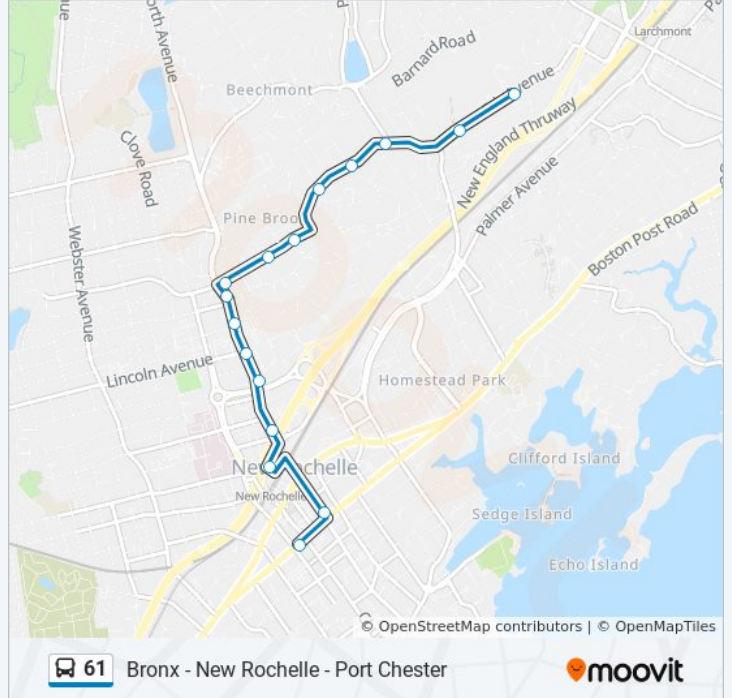 North Avenue
Larchmont
Barnard Road
Beechmont
New England Thruway
Clove Road
Palmer Avenue
Pine Broo
Boston Post Road
Webster Avenue
Lincoln Avenue
Homestead Park
New Rochelle
Clifford Island
New Rochelle
Sedge Island
Echo Island
© OpenStreetMap contributors | © OpenMapTiles
61 Bronx - New Rochelle - Port Chester
moovit